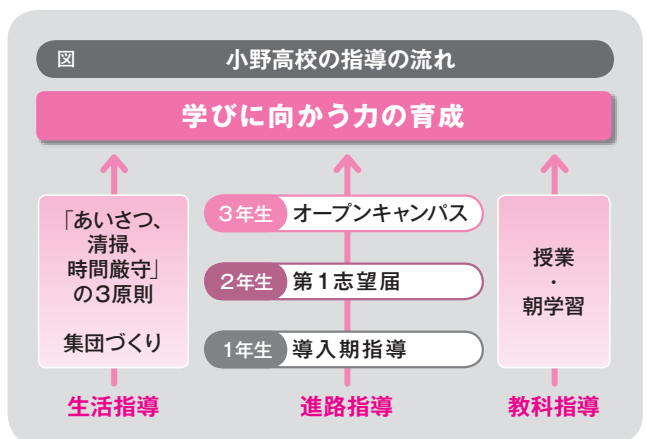 図 小野高校の指導の流れ
学びに向かう力の育成
「あいさつ、
清掃、
時間厳守」
の3原則
集団づくり
3年生 オープンキャンパス
2年生 第1志望届
1年生 導入期指導
授業
・
朝学習
生活指導
進路指導
教科指導